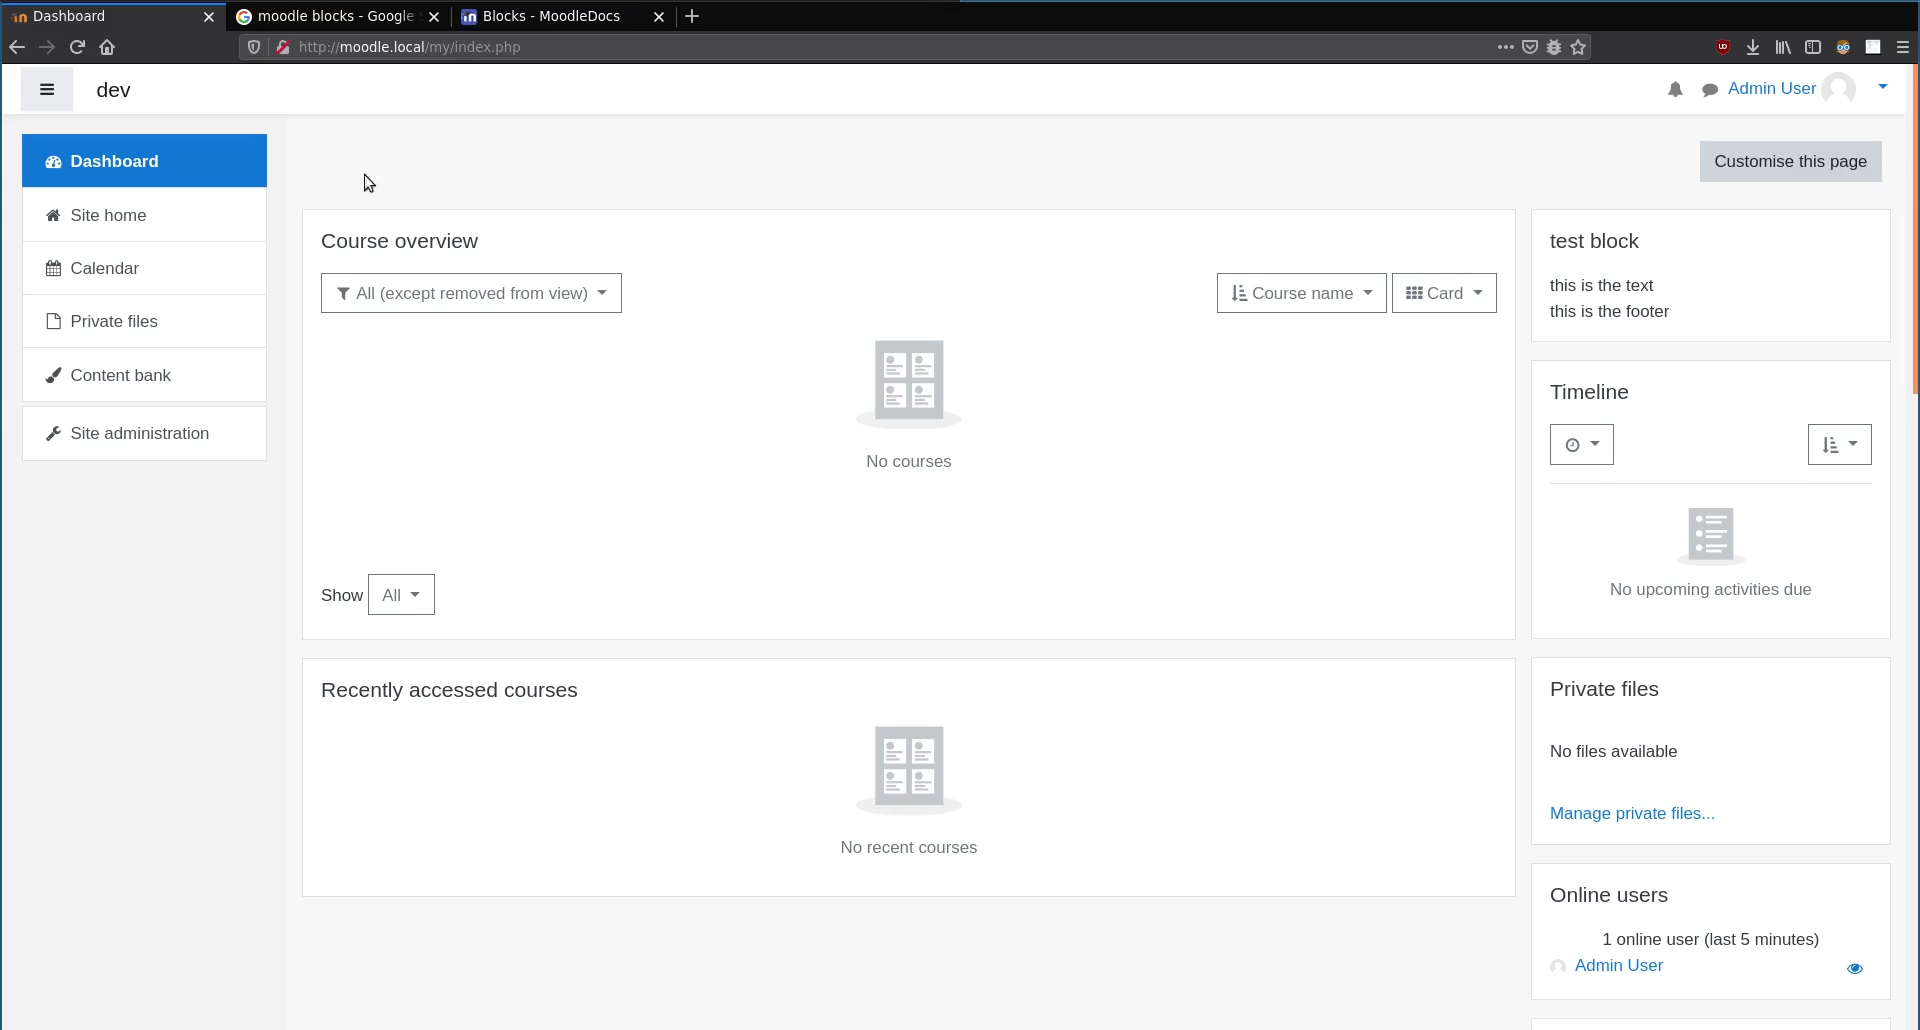 Dashboard
moodle blocks - Google
Blocks - MoodleDocs
http://moodle.local/my/index.php
dev
Admin User
Dashboard
Site home
Calendar
Private files
Content bank
Site administration
Customise this page
Course overview
All (except removed from view)
Course name
Card
No courses
Show
All
Recently accessed courses
No recent courses
test block
this is the text
this is the footer
Timeline
No upcoming activities due
Private files
No files available
Manage private files...
Online users
1 online user (last 5 minutes)
Admin User